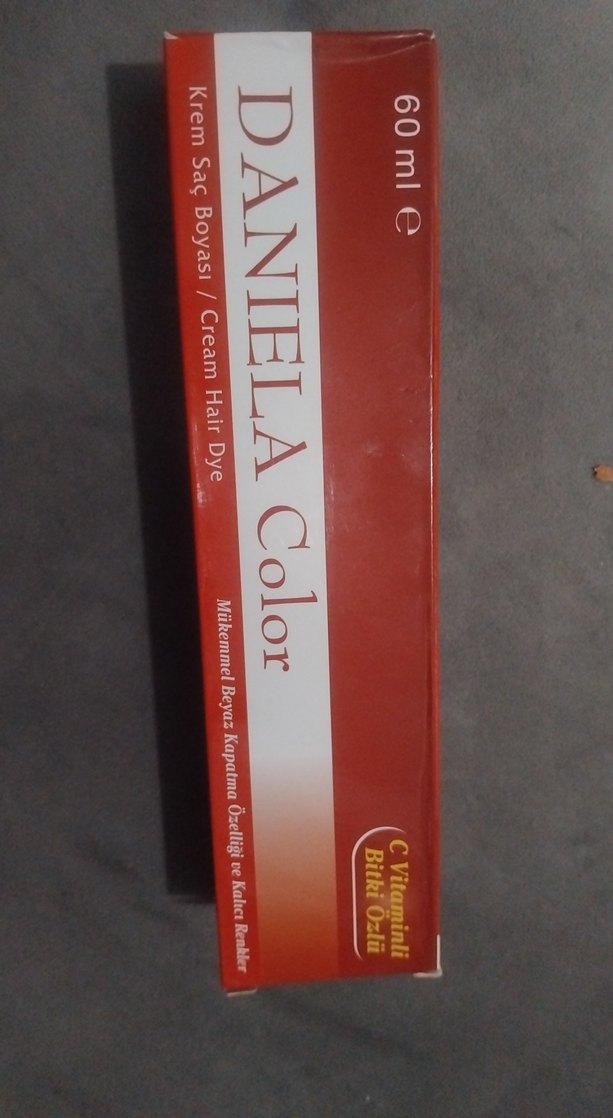 60 ml ℮
DANIELA Color
Krem Saç Boyası / Cream Hair Dye
C Vitaminli
Bitki Özlü
Mükemmel Beyaz Kapatma Özelliği ve Kalıcı Renkler